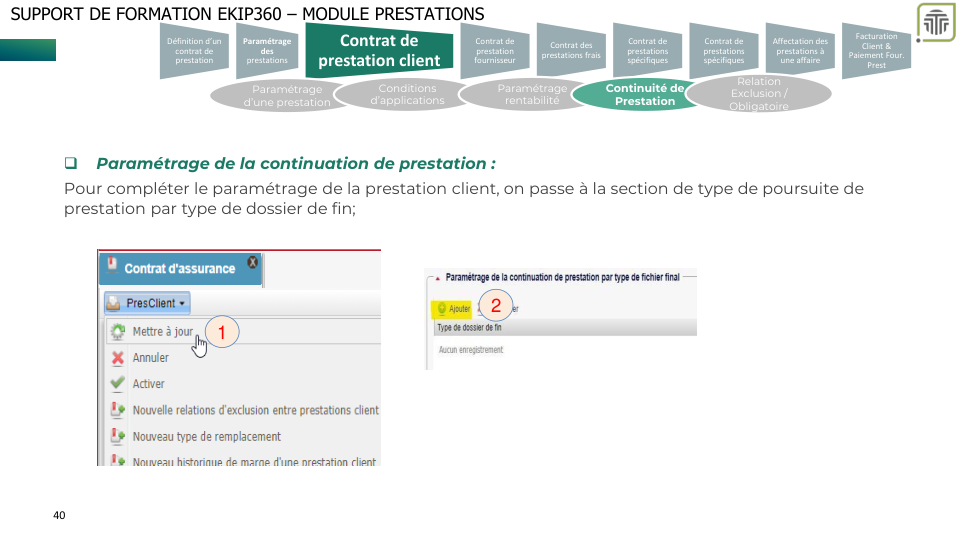 SUPPORT DE FORMATION EKIP360 – MODULE PRESTATIONS
Définition d'un
contrat de
prestation
Paramétrage
des
prestations
Contrat de
prestation client
Contrat de
prestation
fournisseur
Contrat des
prestations frais
Contrat de
prestations
spécifiques
Contrat de
prestations
spécifiques
Affectation des
prestations à
une affaire
Facturation
Client &
Paiement Four.
Prest
Paramétrage
d'une prestation
Conditions
d'applications
Paramétrage
rentabilité
Continuité de
Prestation
Relation
Exclusion /
Obligatoire
Paramétrage de la continuation de prestation :
Pour compléter le paramétrage de la prestation client, on passe à la section de type de poursuite de
prestation par type de dossier de fin;
Contrat d'assurance
PresClient
Mettre à jour
1
Annuler
Activer
Nouvelle relations d'exclusion entre prestations client
Nouveau type de remplacement
Nouveau historique de marge d'une prestation client
Paramétrage de la continuation de prestation par type de fichier final
Ajouter
2
er
Type de dossier de fin
Aucun enregistrement
40